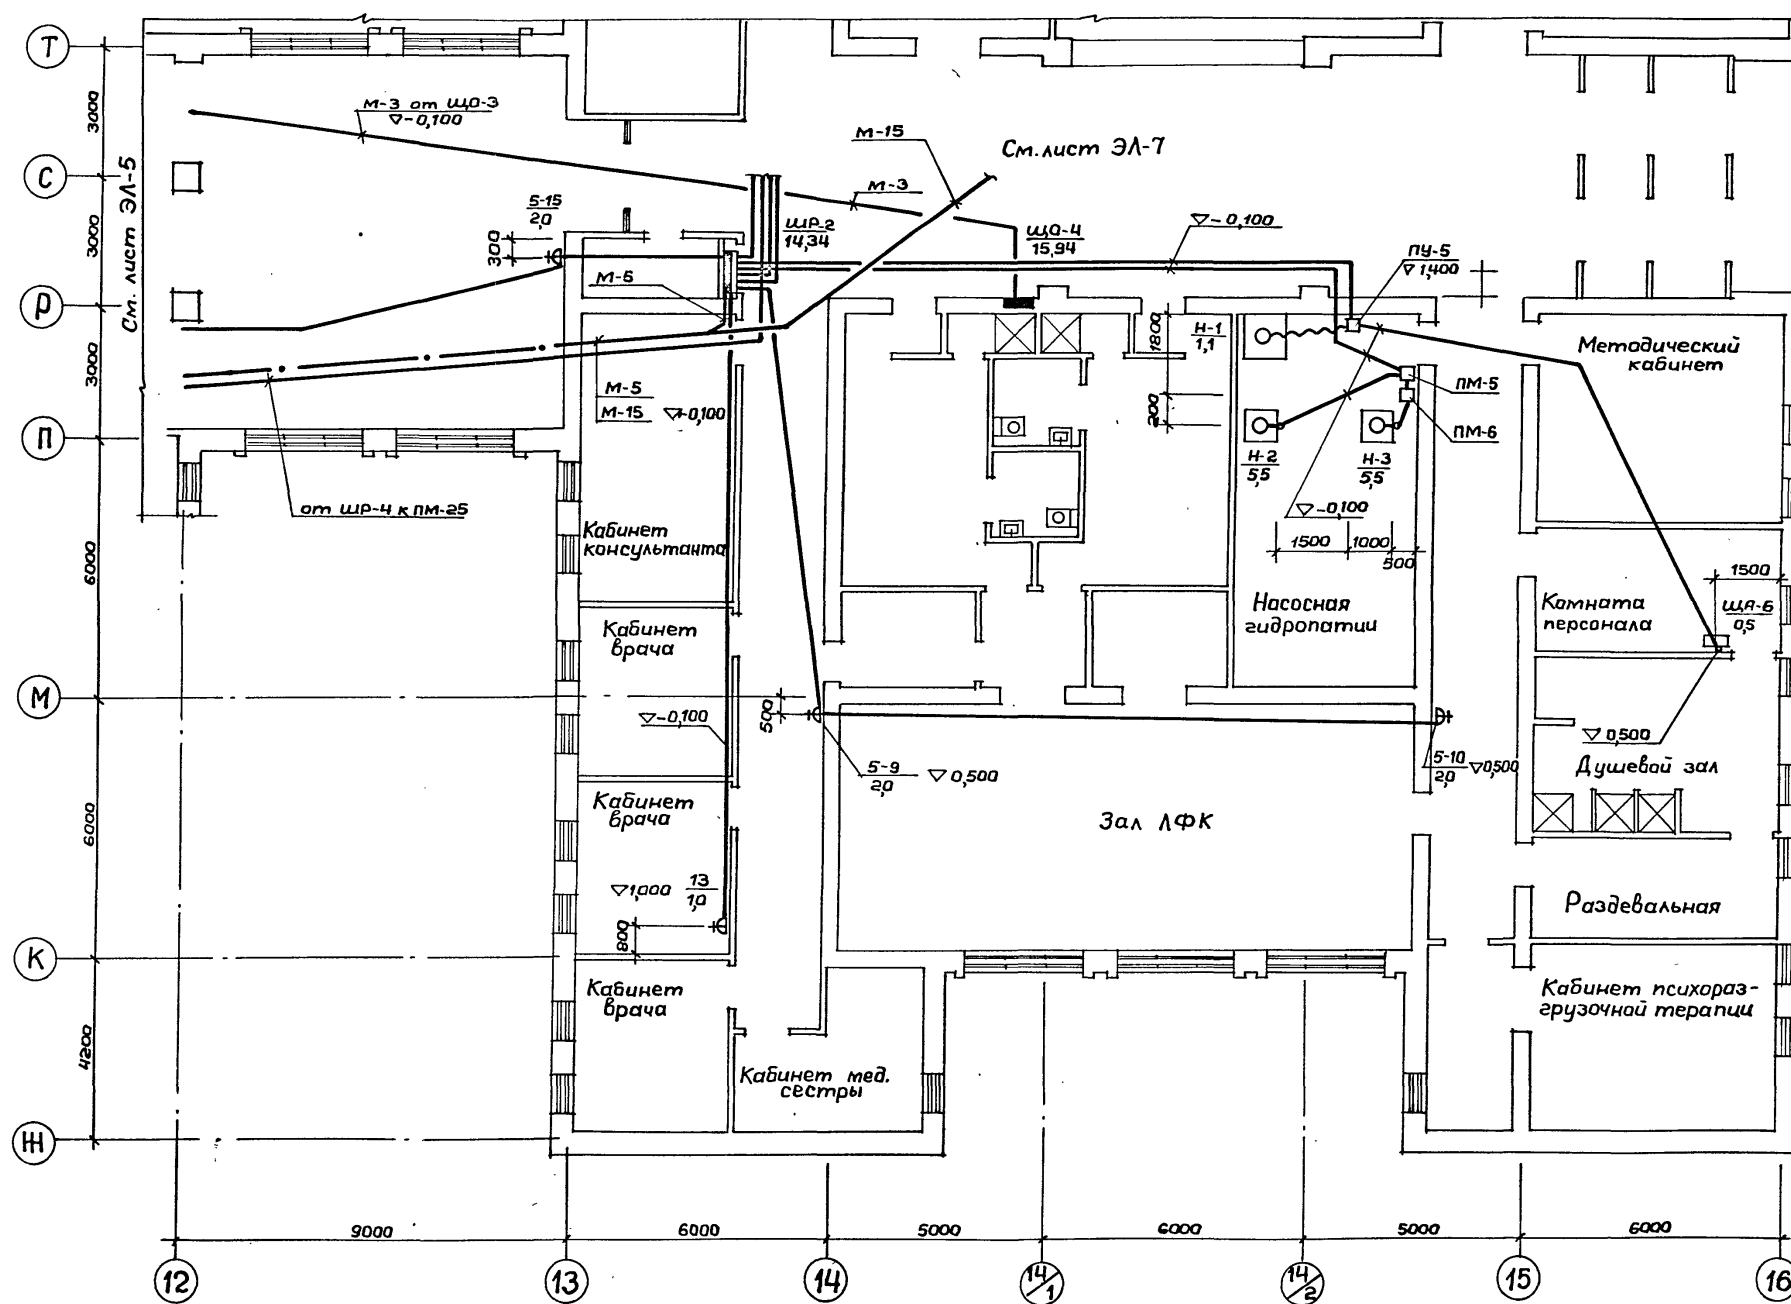 Т
3000
С
3000
Р
3000
П
6000
М
6000
К
4200
Ж
См. лист ЭЛ-5
М-3 от ЩО-3
▽-0,100
М-15
См. лист ЭЛ-7
М-3
5-15
2,0
300
ШР-2
14,34
ЩО-4
15,94
▽-0,100
ПУ-5
▽ 1,400
М-5
М-5
М-15
▽-0,100
Н-1
1,1
1800
200
ПМ-5
ПМ-6
Н-2
5,5
Н-3
5,5
▽-0,100
1500
1000
500
от ШР-4 к ПМ-25
Методический
кабинет
Кабинет
консультанта
Кабинет
врача
Насосная
гидропатии
Комната
персонала
1500
ЩА-6
0,5
▽-0,100
500
5-9
2,0
▽ 0,500
5-10
2,0
▽0,500
▽ 0,500
Душевой зал
Кабинет
врача
Зал ЛФК
▽1,000
13
1,0
800
Раздевальная
Кабинет
врача
Кабинет мед.
сестры
Кабинет психораз-
грузочной терапии
9000
6000
5000
6000
5000
6000
12
13
14
14/1
14/2
15
16